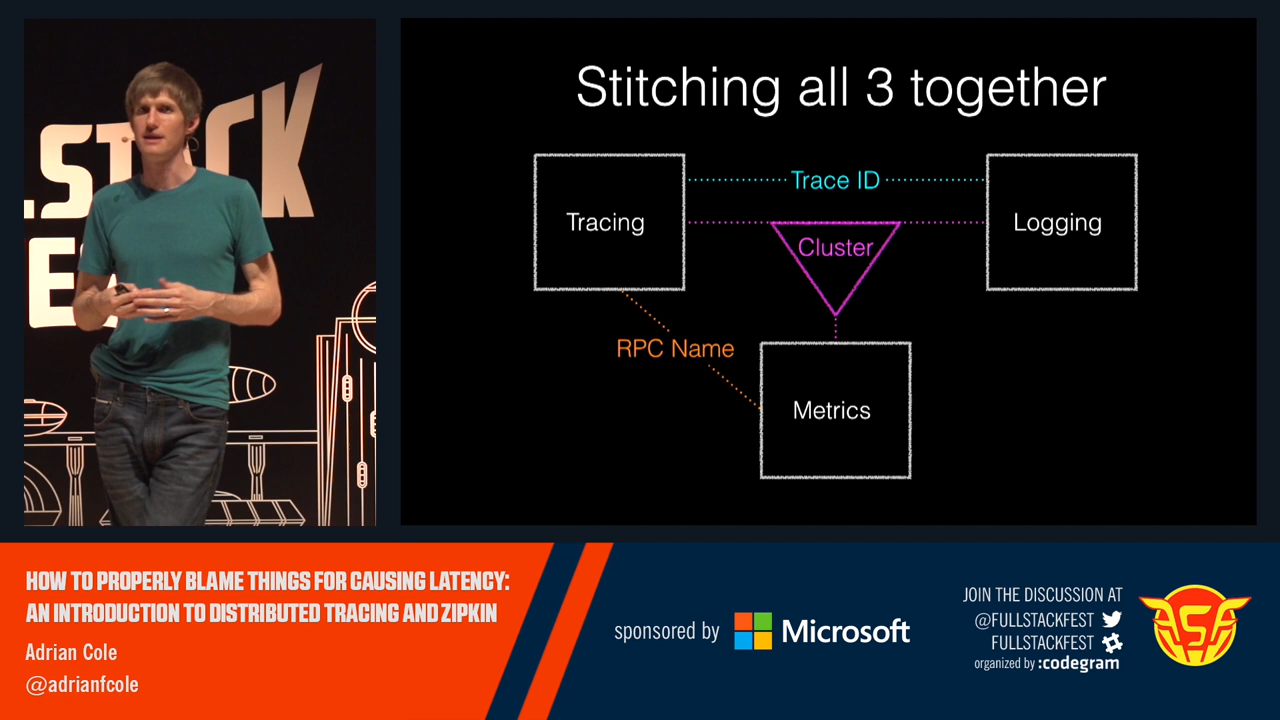 Stitching all 3 together
Tracing
Trace ID
Logging
Cluster
RPC Name
Metrics
HOW TO PROPERLY BLAME THINGS FOR CAUSING LATENCY:
AN INTRODUCTION TO DISTRIBUTED TRACING AND ZIPKIN
Adrian Cole
@adrianfcole
sponsored by Microsoft
JOIN THE DISCUSSION AT
@FULLSTACKFEST
FULLSTACKFEST
organized by :codegram